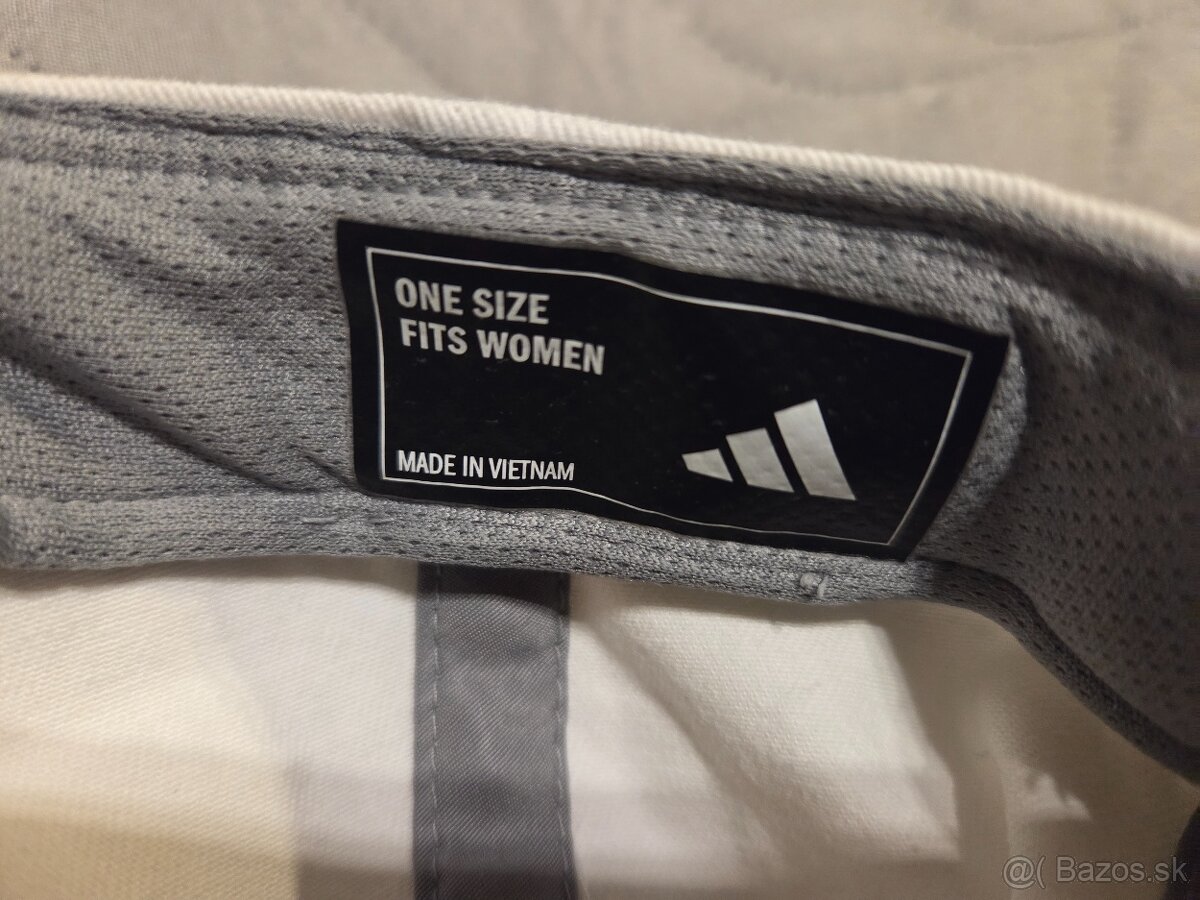 ONE SIZE
FITS WOMEN
MADE IN VIETNAM
@( Bazos.sk